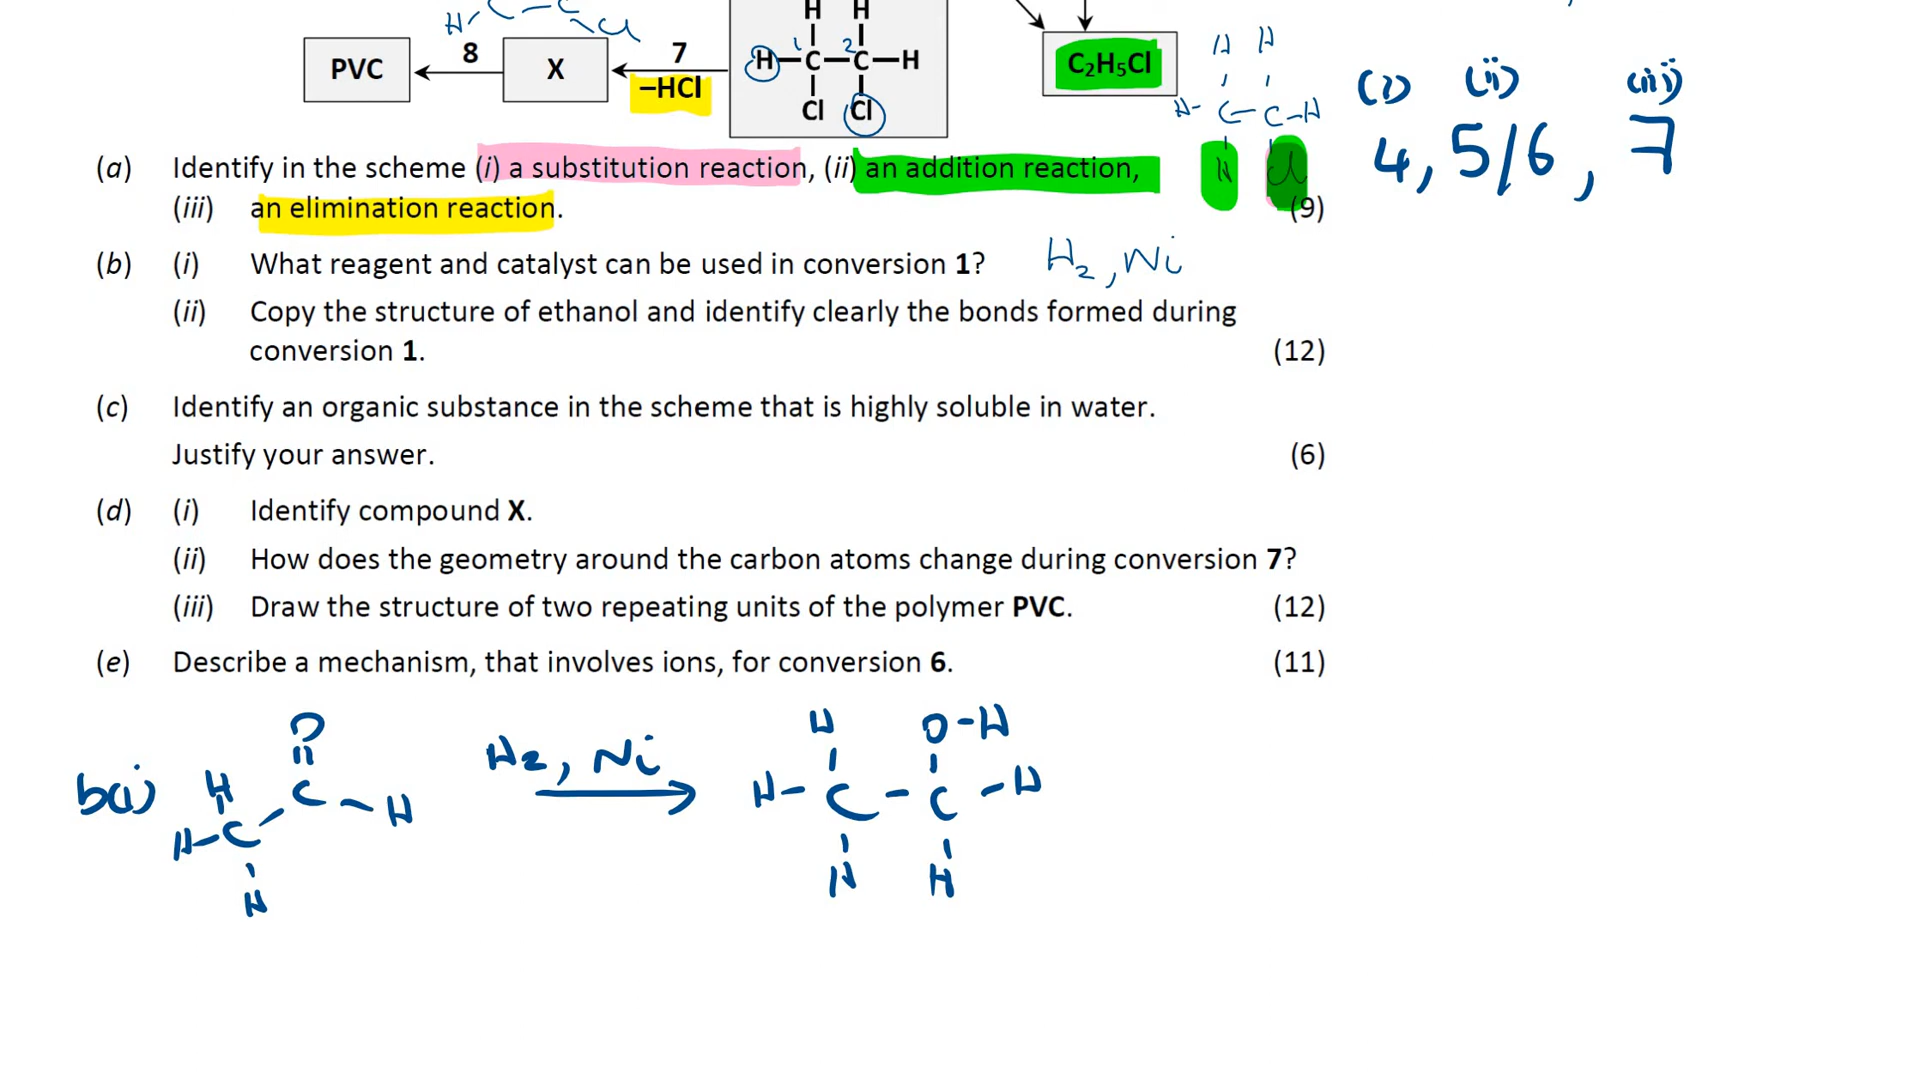 H C C Cl
PVC
8
X
7
–HCl
H H
H 1 C 2 C H
Cl Cl
C₂H₅Cl
H H
H- C-C-H
H Cl
(i) (ii) (iii)
4, 5/6, 7
(a) Identify in the scheme (i) a substitution reaction, (ii) an addition reaction,
(iii) an elimination reaction. (9)
(b) (i) What reagent and catalyst can be used in conversion 1? H₂, Ni
(ii) Copy the structure of ethanol and identify clearly the bonds formed during
conversion 1. (12)
(c) Identify an organic substance in the scheme that is highly soluble in water.
Justify your answer. (6)
(d) (i) Identify compound X.
(ii) How does the geometry around the carbon atoms change during conversion 7?
(iii) Draw the structure of two repeating units of the polymer PVC. (12)
(e) Describe a mechanism, that involves ions, for conversion 6. (11)
O H O-H
b(i) H C H₂, Ni H-C-C-H
H-C H H H
H